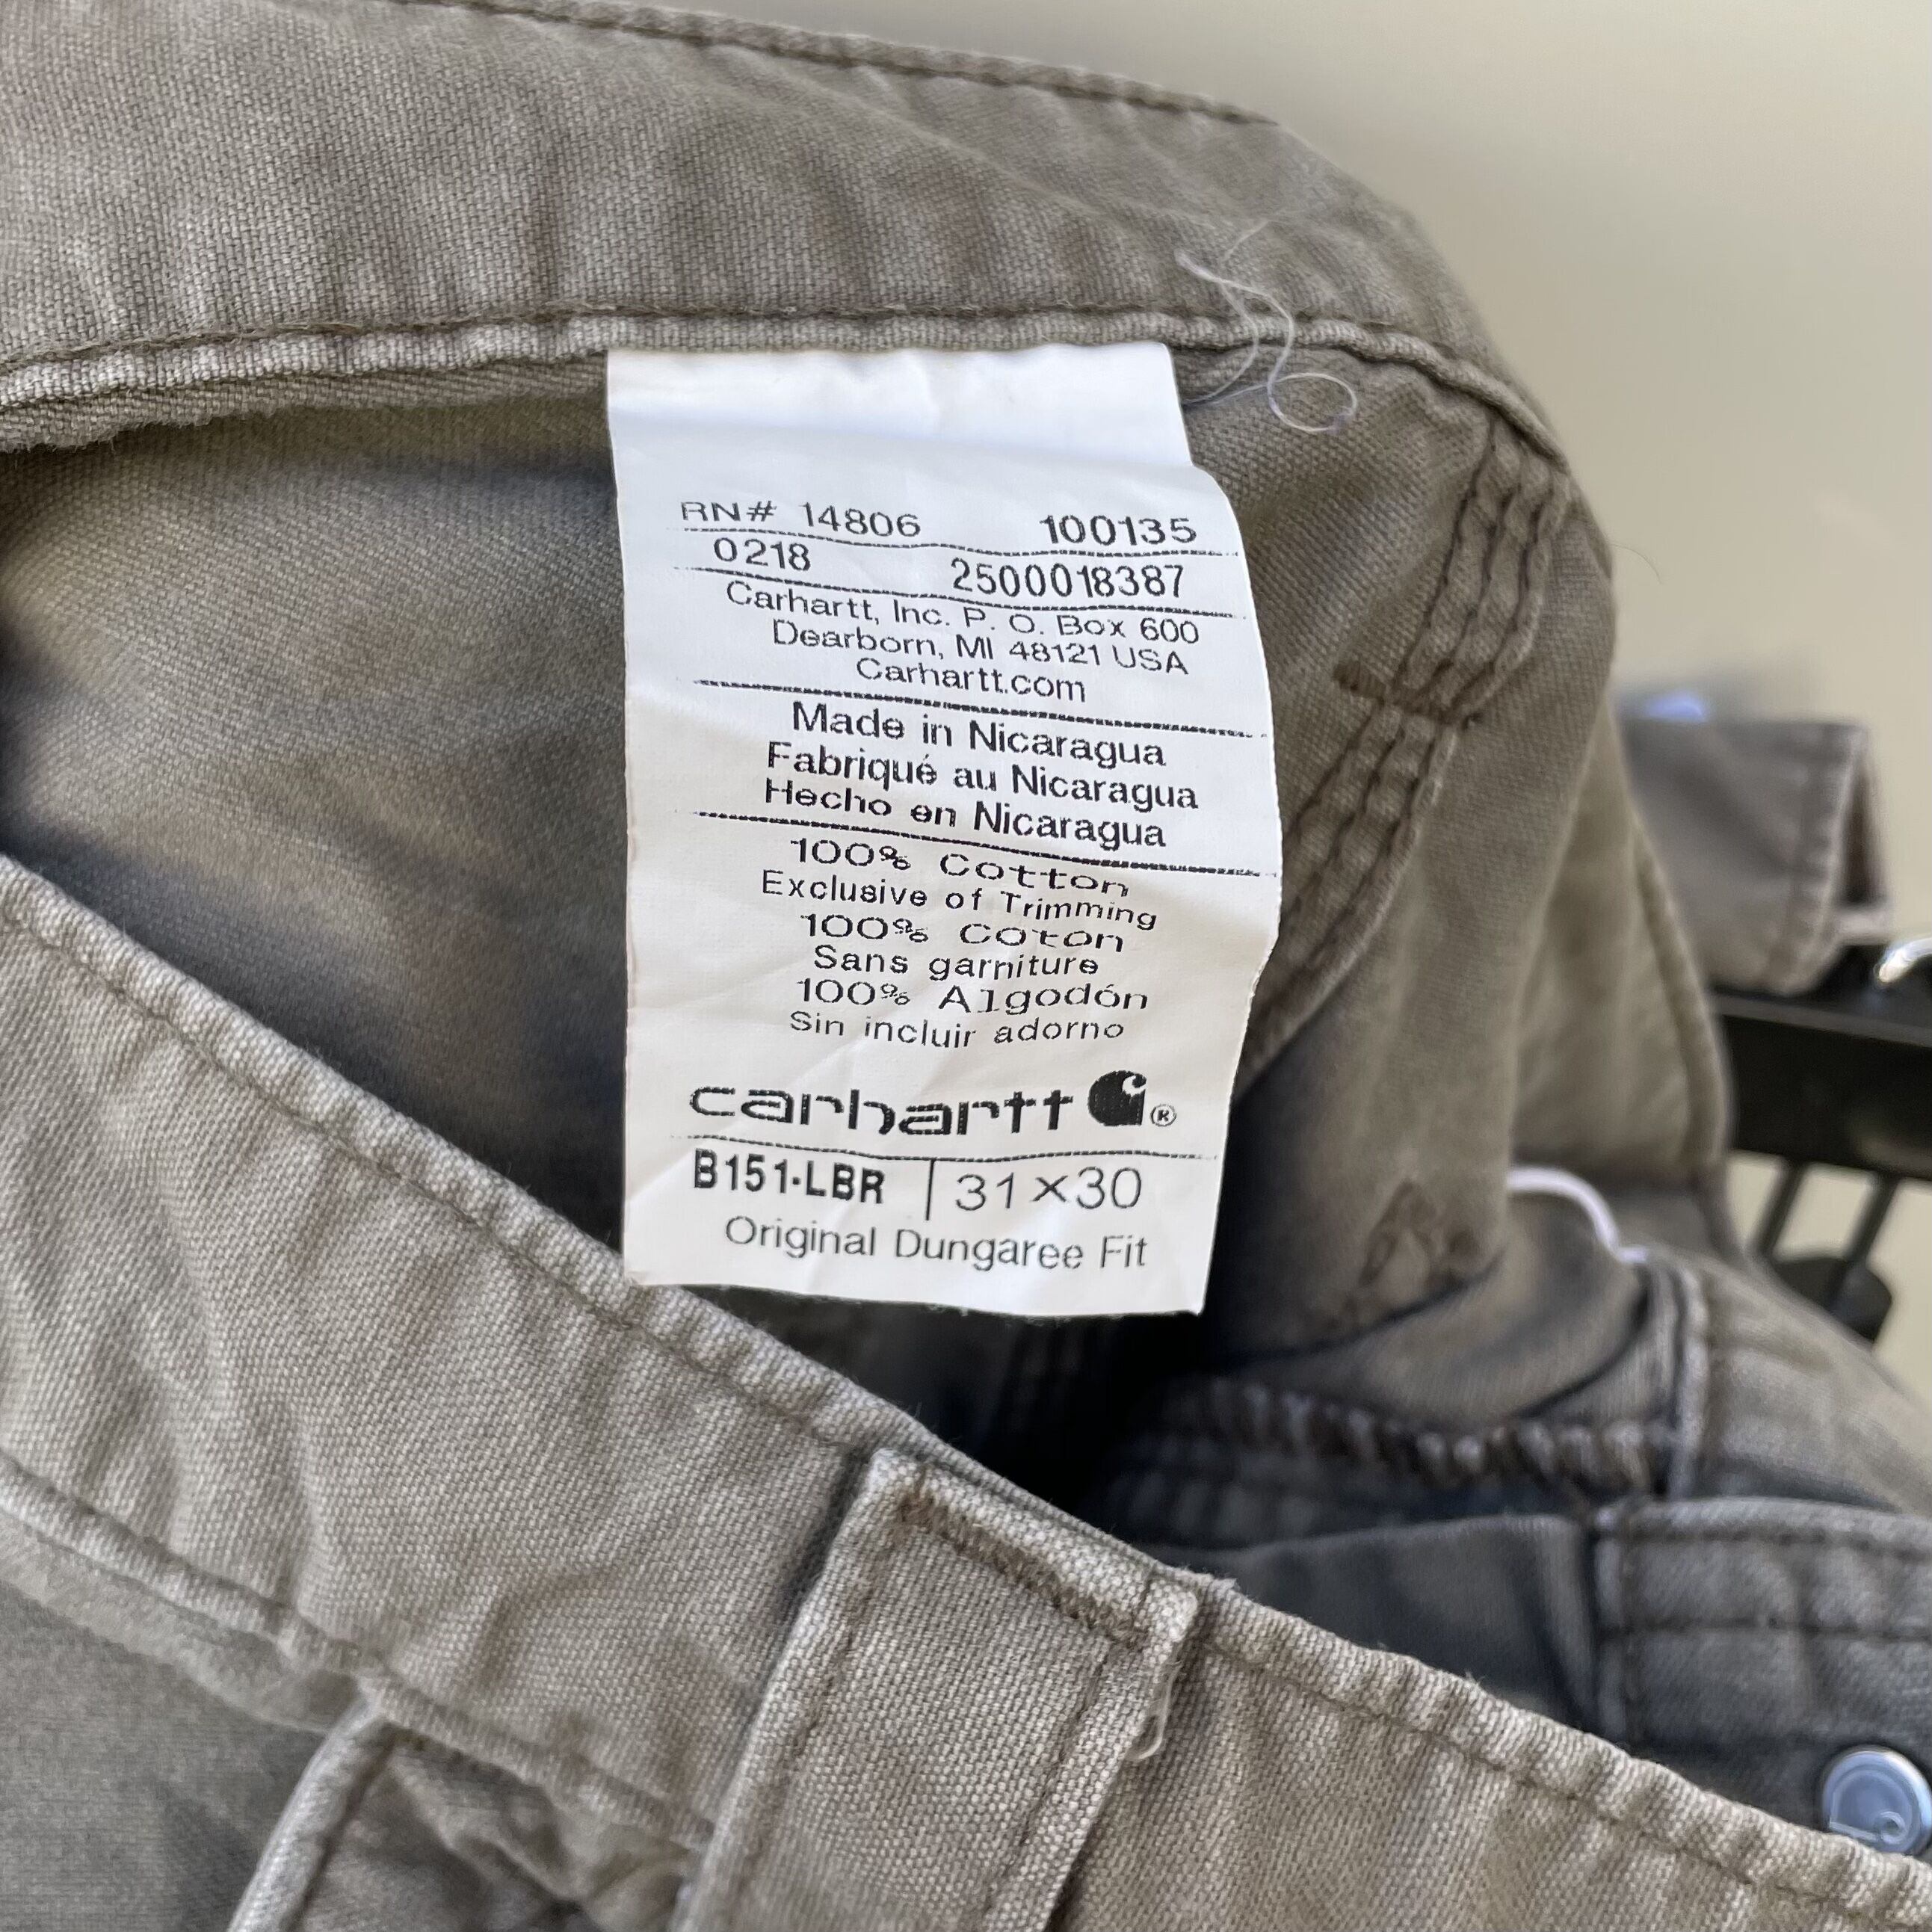 RN# 14806 100135
0218 2500018387
Carhartt, Inc. P. O. Box 600
Dearborn, MI 48121 USA
Carhartt.com
Made in Nicaragua
Fabriqué au Nicaragua
Hecho en Nicaragua
100% Cotton
Exclusive of Trimming
100% Coton
Sans garniture
100% Algodón
Sin incluir adorno
carhartt ®
B151-LBR | 31×30
Original Dungaree Fit